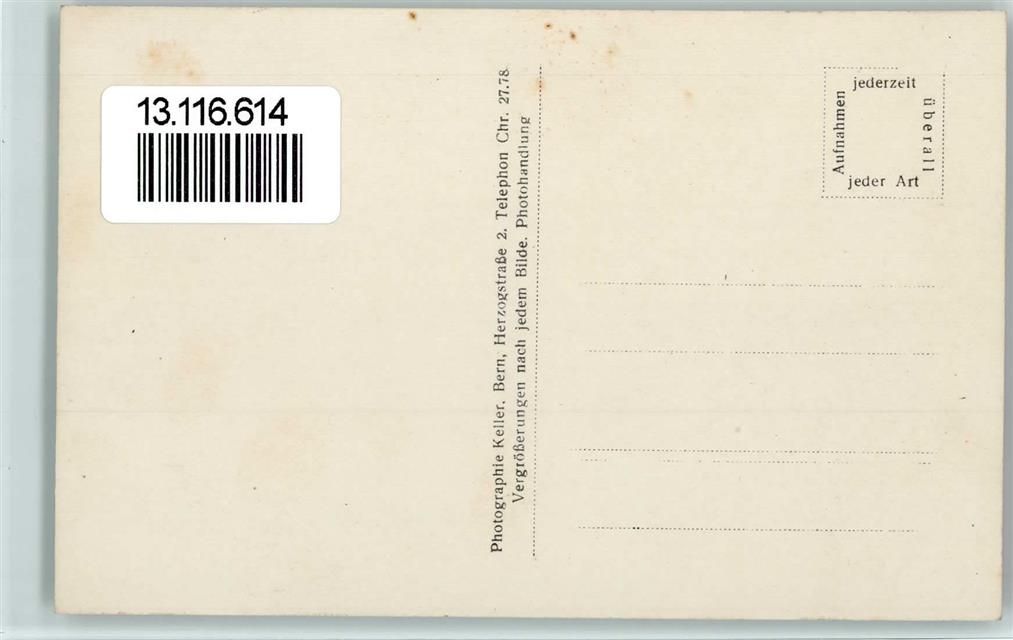 13.116.614
Photographie Keller, Bern, Herzogstraße 2. Telephon Chr. 27.78
Vergrößerungen nach jedem Bilde. Photohandlung
Aufnahmen
jederzeit
überall
jeder Art